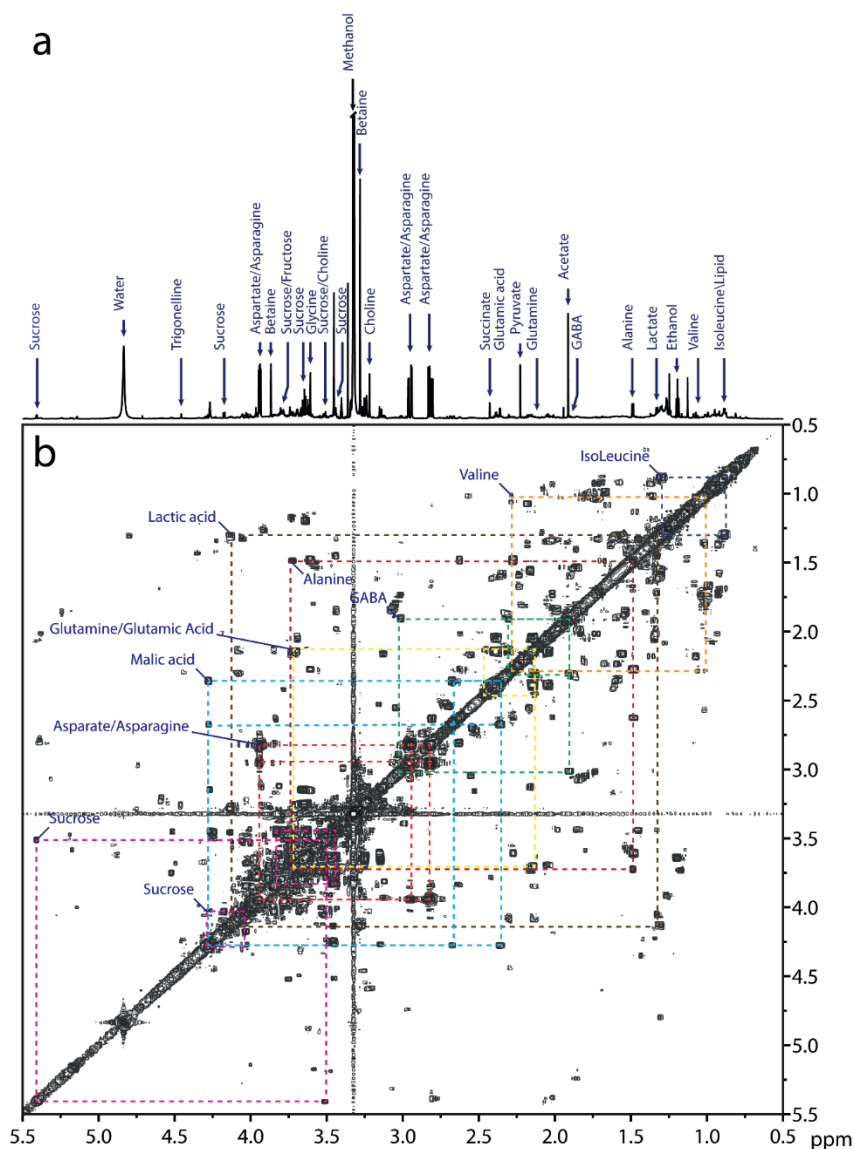 a
Sucrose
Water
Trigonelline
Sucrose
Aspartate/Asparagine
Betaine
Sucrose/Fructose
Sucrose
Glycine
Sucrose/Choline
Sucrose
Methanol
Betaine
Choline
Aspartate/Asparagine
Aspartate/Asparagine
Succinate
Glutamic acid
Pyruvate
Glutamine
Acetate
GABA
Alanine
Lactate
Ethanol
Valine
Isoleucine\Lipid
b
IsoLeucine
Valine
Lactic acid
Alanine
GABA
Glutamine/Glutamic Acid
Malic acid
Asparate/Asparagine
Sucrose
Sucrose
0.5
1.0
1.5
2.0
2.5
3.0
3.5
4.0
4.5
5.0
5.5
5.5 5.0 4.5 4.0 3.5 3.0 2.5 2.0 1.5 1.0 0.5 ppm